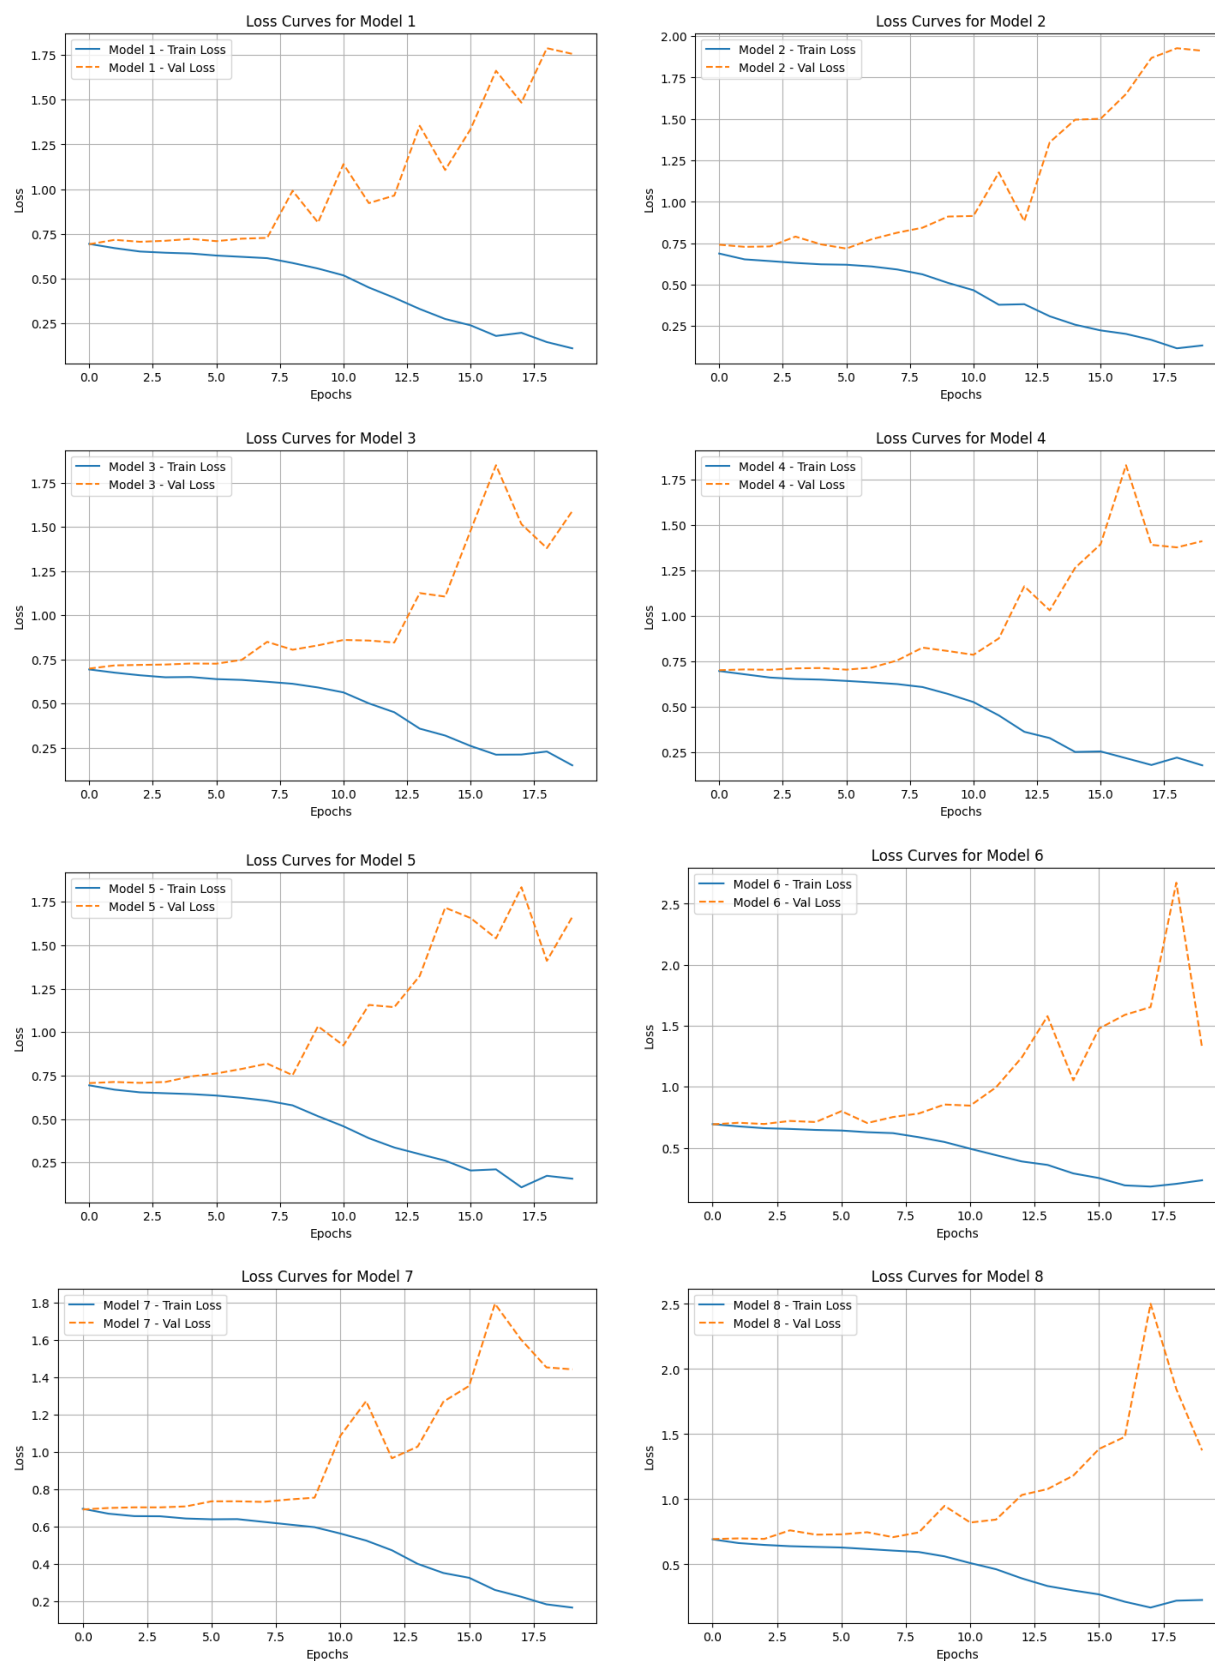 Loss Curves for Model 1
Model 1 - Train Loss
Model 1 - Val Loss
1.75
1.50
1.25
1.00
0.75
0.50
0.25
Loss
0.0 2.5 5.0 7.5 10.0 12.5 15.0 17.5
Epochs
Loss Curves for Model 2
Model 2 - Train Loss
Model 2 - Val Loss
2.00
1.75
1.50
1.25
1.00
0.75
0.50
0.25
Loss
0.0 2.5 5.0 7.5 10.0 12.5 15.0 17.5
Epochs
Loss Curves for Model 3
Model 3 - Train Loss
Model 3 - Val Loss
1.75
1.50
1.25
1.00
0.75
0.50
0.25
Loss
0.0 2.5 5.0 7.5 10.0 12.5 15.0 17.5
Epochs
Loss Curves for Model 4
Model 4 - Train Loss
Model 4 - Val Loss
1.75
1.50
1.25
1.00
0.75
0.50
0.25
Loss
0.0 2.5 5.0 7.5 10.0 12.5 15.0 17.5
Epochs
Loss Curves for Model 5
Model 5 - Train Loss
Model 5 - Val Loss
1.75
1.50
1.25
1.00
0.75
0.50
0.25
Loss
0.0 2.5 5.0 7.5 10.0 12.5 15.0 17.5
Epochs
Loss Curves for Model 6
Model 6 - Train Loss
Model 6 - Val Loss
2.5
2.0
1.5
1.0
0.5
Loss
0.0 2.5 5.0 7.5 10.0 12.5 15.0 17.5
Epochs
Loss Curves for Model 7
Model 7 - Train Loss
Model 7 - Val Loss
1.8
1.6
1.4
1.2
1.0
0.8
0.6
0.4
0.2
Loss
0.0 2.5 5.0 7.5 10.0 12.5 15.0 17.5
Epochs
Loss Curves for Model 8
Model 8 - Train Loss
Model 8 - Val Loss
2.5
2.0
1.5
1.0
0.5
Loss
0.0 2.5 5.0 7.5 10.0 12.5 15.0 17.5
Epochs